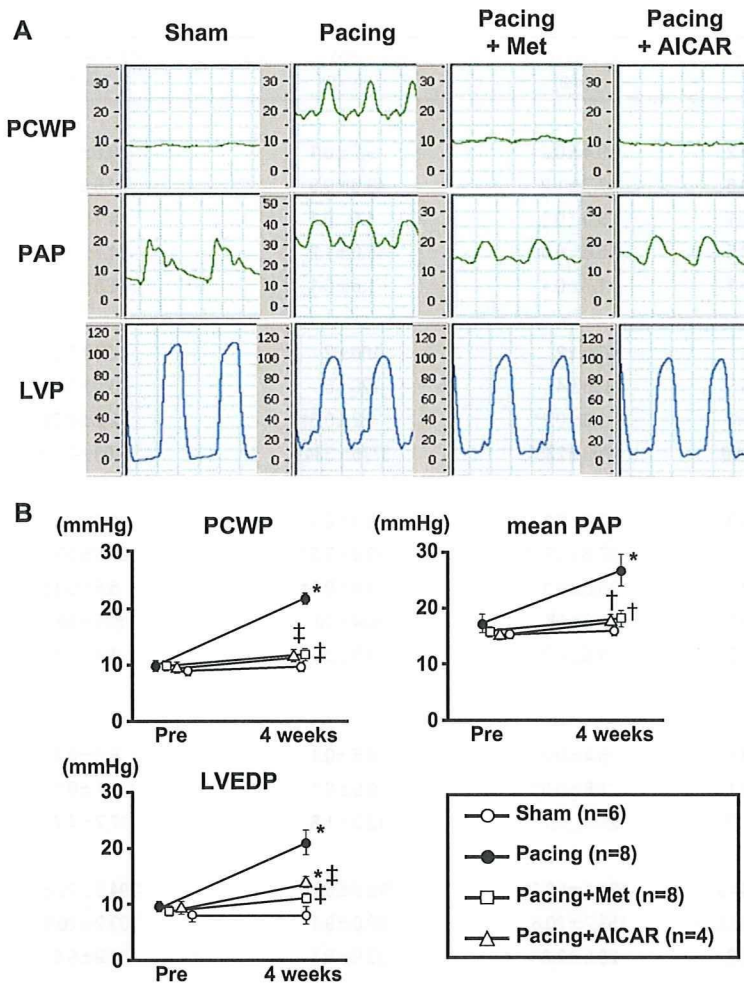 A
Sham Pacing Pacing + Met Pacing + AICAR
PCWP
30 20 10 0
30 20 10 0
30 20 10 0
30 20 10 0
PAP
30 20 10 0
50 40 30 20 10 0
30 20 10 0
30 20 10 0
LVP
120 100 80 60 40 20 0
120 100 80 60 40 20 0
120 100 80 60 40 20 0
120 100 80 60 40 20 0
B
(mmHg) PCWP
30
20
10
0
*
‡
‡
Pre 4 weeks
mean PAP
(mmHg)
30
20
10
0
*
†
†
Pre 4 weeks
(mmHg) LVEDP
30
20
10
0
*
*‡
‡
Pre 4 weeks
Sham (n=6)
Pacing (n=8)
Pacing+Met (n=8)
Pacing+AICAR (n=4)